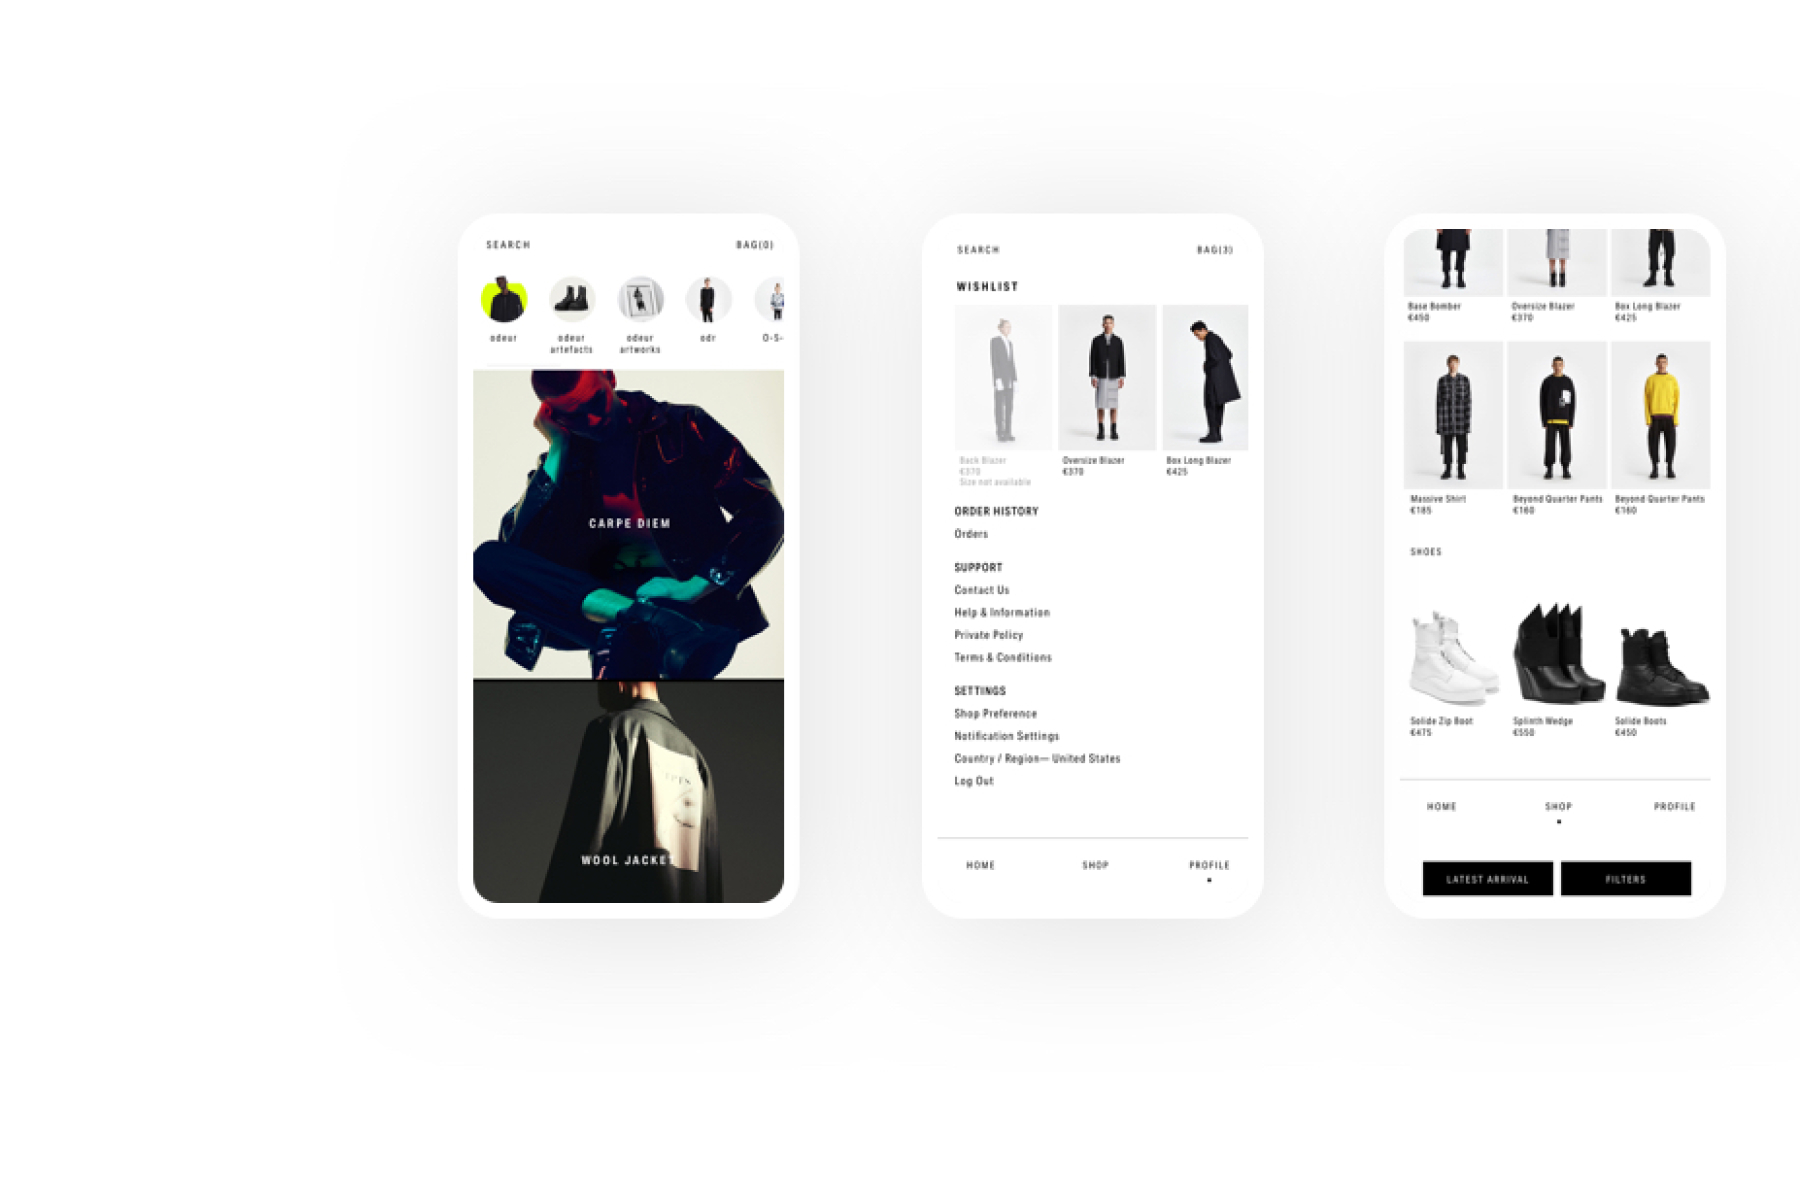 SEARCH
BAG(0)
odeur
odeur
artefacts
odeur
artworks
odr
O-S-
CARPE DIEM
WOOL JACKET
SEARCH
BAG(3)
WISHLIST
Back Blazer
€370
Size not available
Oversize Blazer
€370
Box Long Blazer
€425
ORDER HISTORY
Orders
SUPPORT
Contact Us
Help & Information
Private Policy
Terms & Conditions
SETTINGS
Shop Preference
Notification Settings
Country / Region— United States
Log Out
HOME
SHOP
PROFILE
Base Bomber
€450
Oversize Blazer
€370
Box Long Blazer
€425
Massive Shirt
€185
Beyond Quarter Pants
€160
Beyond Quarter Pants
€160
SHOES
Solide Zip Boot
€475
Splinth Wedge
€550
Solide Boots
€450
HOME
SHOP
PROFILE
LATEST ARRIVAL
FILTERS